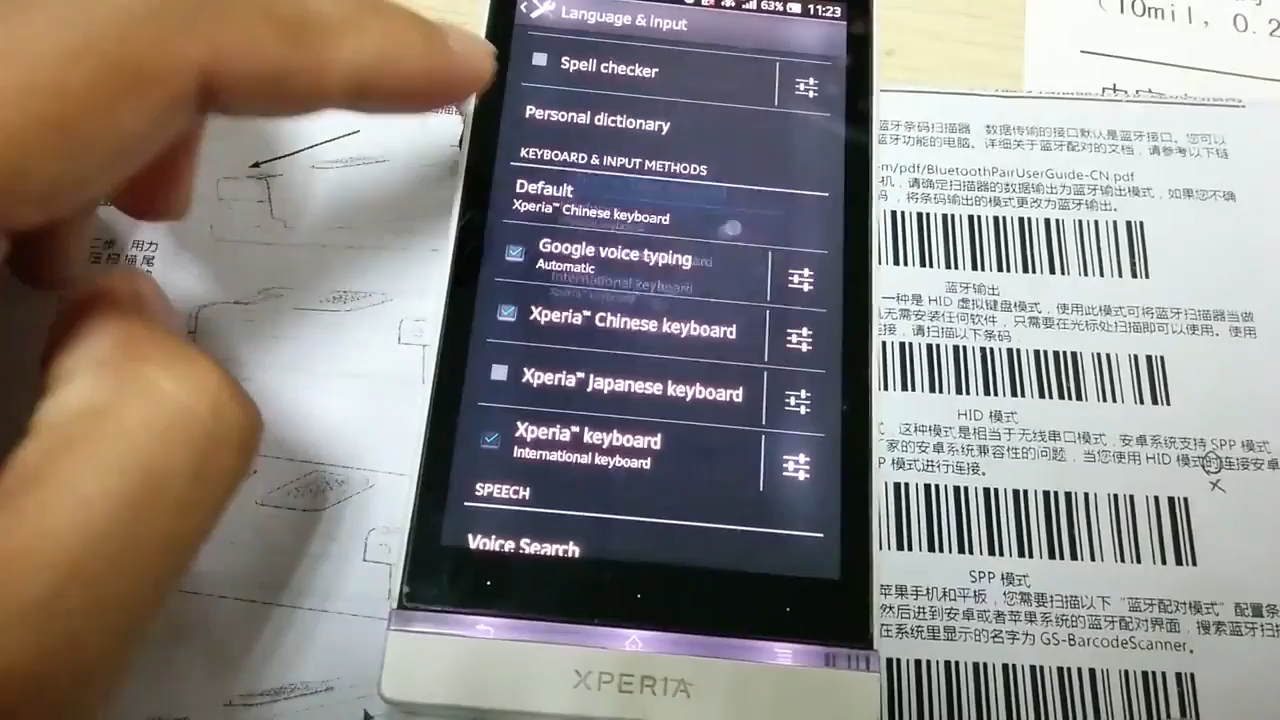 63% 11:23
Language & input
Spell checker
Personal dictionary
KEYBOARD & INPUT METHODS
Default
Xperia™ Chinese keyboard
Google voice typing
Automatic
International keyboard
Xperia™ Chinese keyboard
Xperia™ Japanese keyboard
Xperia™ keyboard
International keyboard
SPEECH
Voice Search
XPERIA
(10mil, 0.2
蓝牙条码扫描器 数据传输的接口默认是蓝牙接口。您可以
蓝牙功能的电脑。详细关于蓝牙配对的文档，请参考以下链
m/pdf/BluetoothPairUserGuide-CN.pdf
机，请确定扫描器的数据输出为蓝牙输出模式，如果您不确
，将条码输出的模式更改为蓝牙输出。
蓝牙输出
一种是 HID 虚拟键盘模式，使用此模式可将蓝牙扫描器当做
无需安装任何软件，只需要在光标处扫描即可以使用。使用
连接，请扫描以下条码
HID 模式
这种模式是相当于无线串口模式，安卓系统支持 SPP 模式
家的安卓系统兼容性的问题，当您使用 HID 模式的连接安卓
P 模式进行连接。
SPP 模式
苹果手机和平板，您需要扫描以下“蓝牙配对模式”配置条
然后进到安卓或者苹果系统的蓝牙配对界面，搜索蓝牙扫
在系统里显示的名字为 GS-BarcodeScanner。
二步，用力
压扫描尾